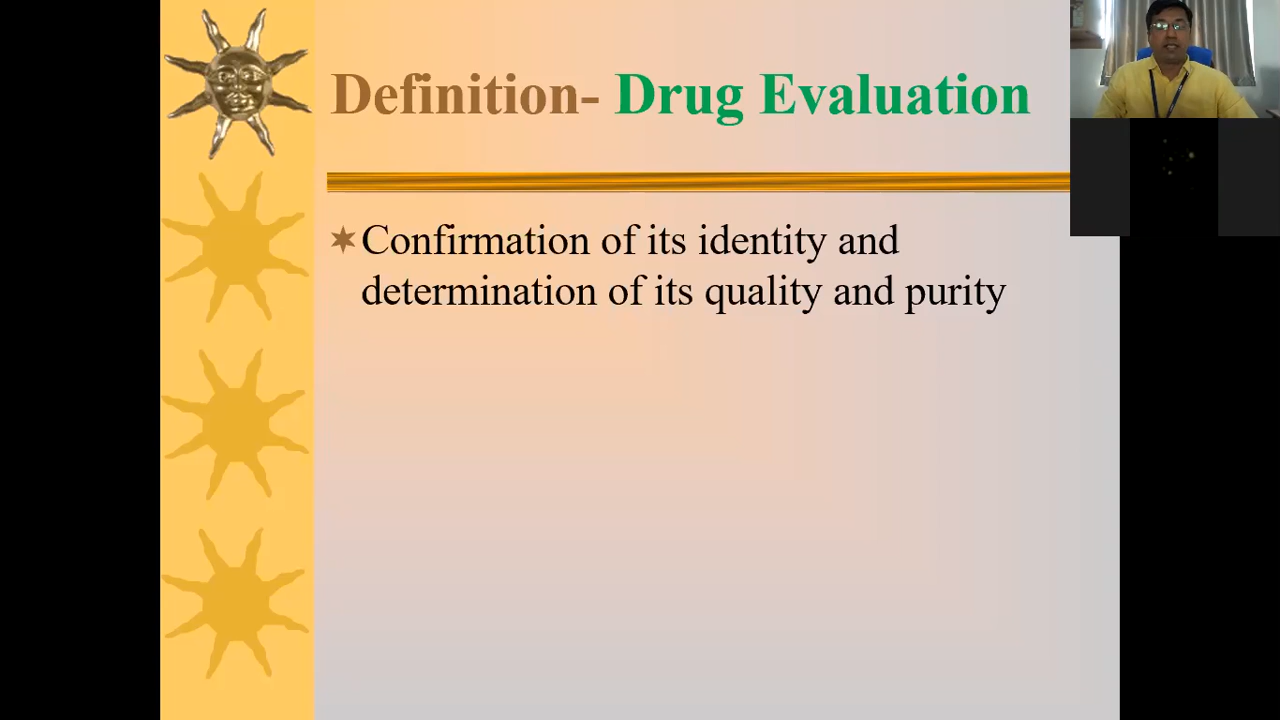 Definition- Drug Evaluation
Confirmation of its identity and
determination of its quality and purity